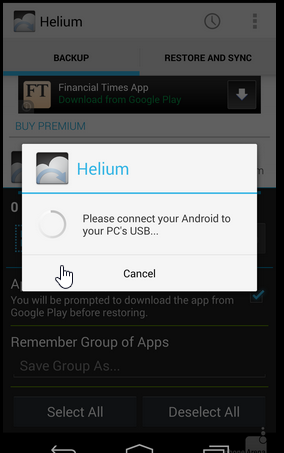 Helium
BACKUP
RESTORE AND SYNC
FT
Financial Times App
Download from Google Play
BUY PREMIUM
Helium
Please connect your Android to
your PC's USB...
Cancel
You will be prompted to download the app from
Google Play before restoring.
Remember Group of Apps
Save Group As...
Select All
Deselect All